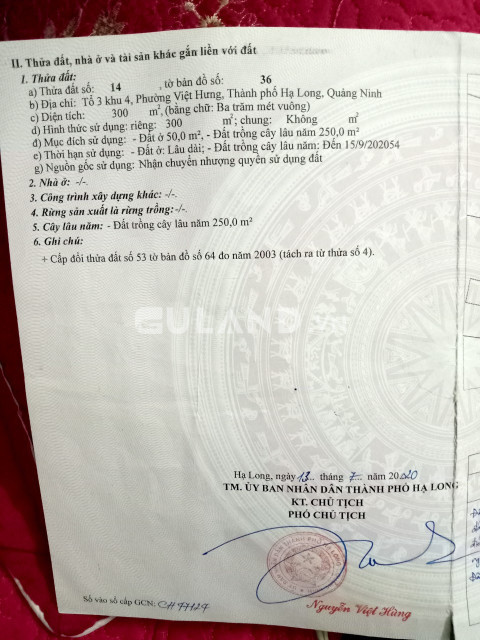 II. Thửa đất, nhà ở và tài sản khác gắn liền với đất
1. Thửa đất:
a) Thửa đất số: 14 , tờ bản đồ số: 36
b) Địa chỉ: Tổ 3 khu 4, Phường Việt Hưng, Thành phố Hạ Long, Quảng Ninh
c) Diện tích: 300 m², (bằng chữ: Ba trăm mét vuông)
d) Hình thức sử dụng: riêng: 300 m²; chung: Không m²
đ) Mục đích sử dụng: - Đất ở 50,0 m², - Đất trồng cây lâu năm 250.0 m²
e) Thời hạn sử dụng: - Đất ở: Lâu dài; - Đất trồng cây lâu năm: Đến 15/9/202054
g) Nguồn gốc sử dụng: Nhận chuyển nhượng quyền sử dụng đất
2. Nhà ở: -/-.
3. Công trình xây dựng khác: -/-.
4. Rừng sản xuất là rừng trồng:-/-.
5. Cây lâu năm: - Đất trồng cây lâu năm 250.0 m²
6. Ghi chú:
+ Cấp đổi thửa đất số 53 tờ bản đồ số 64 đo năm 2003 (tách ra từ thửa số 4).
GULAND.VN
Hạ Long, ngày 13 tháng 7 năm 2020
TM. ỦY BAN NHÂN DÂN THÀNH PHỐ HẠ LONG
KT. CHỦ TỊCH
PHÓ CHỦ TỊCH
Nguyễn Việt Hùng
Số vào sổ cấp GCN: